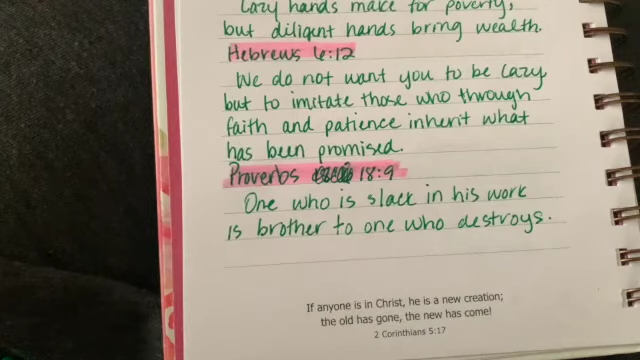 Lazy hands make for poverty,
but diligent hands bring wealth.
Hebrews 6:12
We do not want you to be lazy
but to imitate those who through
faith and patience inherit what
has been promised.
Proverbs 18:9
One who is slack in his work
is brother to one who destroys.
If anyone is in Christ, he is a new creation;
the old has gone, the new has come!
2 Corinthians 5:17